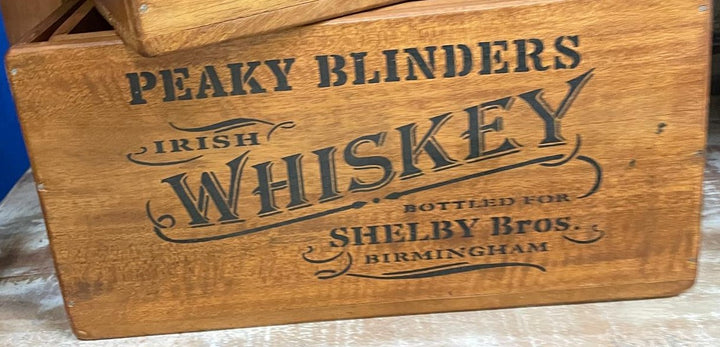 PEAKY BLINDERS
IRISH
WHISKEY
BOTTLED FOR
SHELBY Bros.
BIRMINGHAM